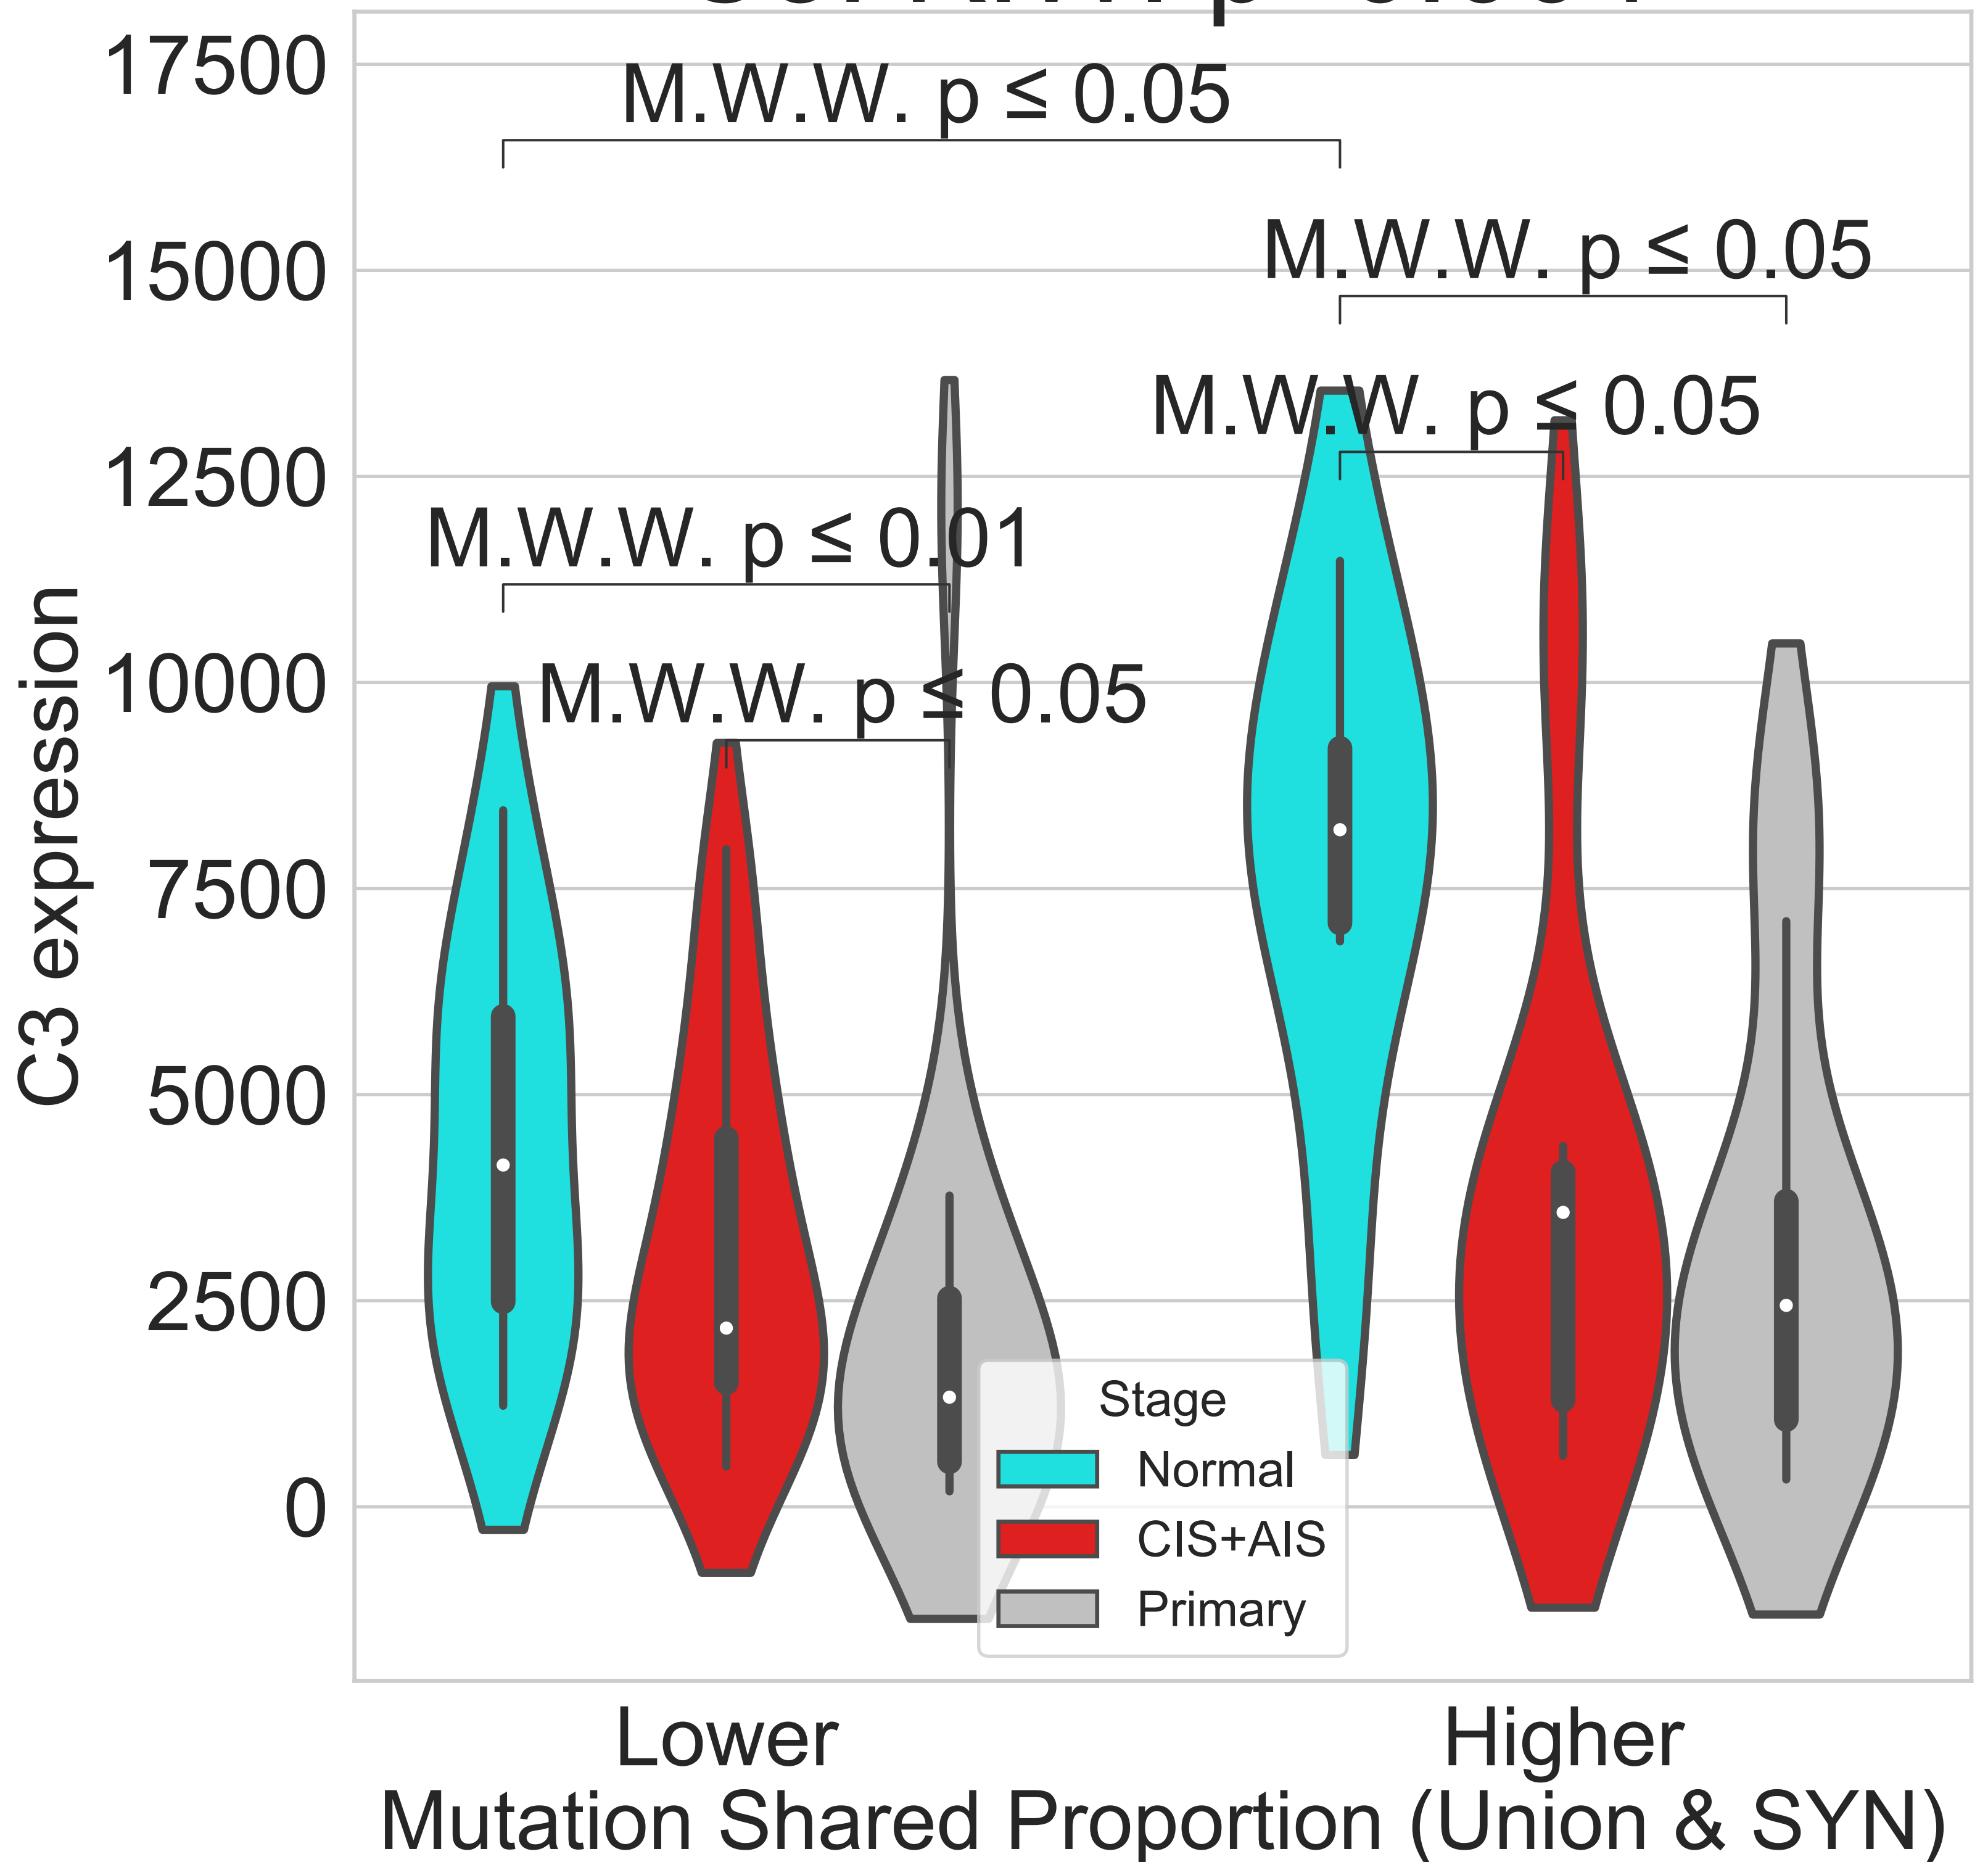 17500
M.W.W. p ≤ 0.05
15000
M.W.W. p ≤ 0.05
12500
M.W.W. p ≤ 0.05
M.W.W. p ≤ 0.01
10000
M.W.W. p ≤ 0.05
7500
5000
2500
0
C3 expression
Stage
Normal
CIS+AIS
Primary
Lower
Higher
Mutation Shared Proportion (Union & SYN)